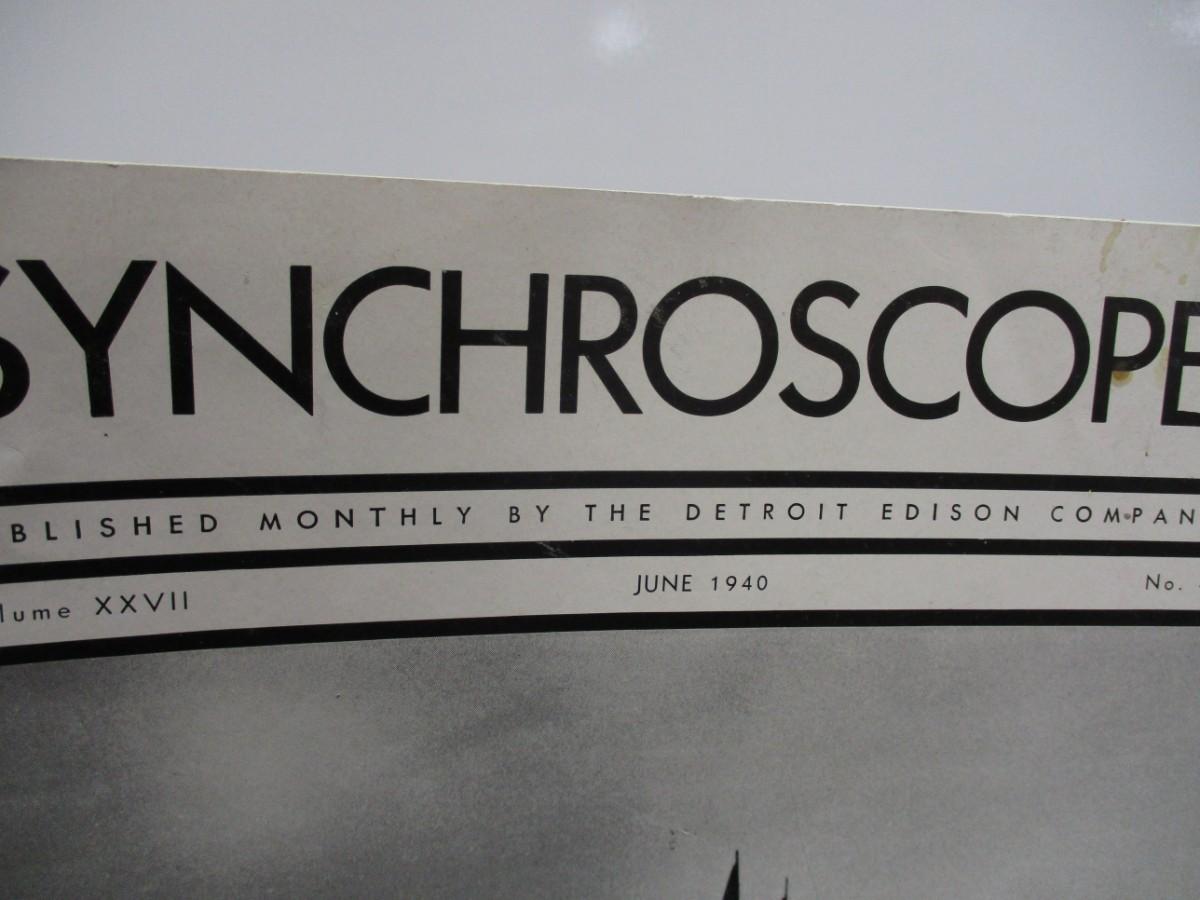 SYNCHROSCOPE
BLISHED MONTHLY BY THE DETROIT EDISON COMPAN
lume XXVII JUNE 1940 No.